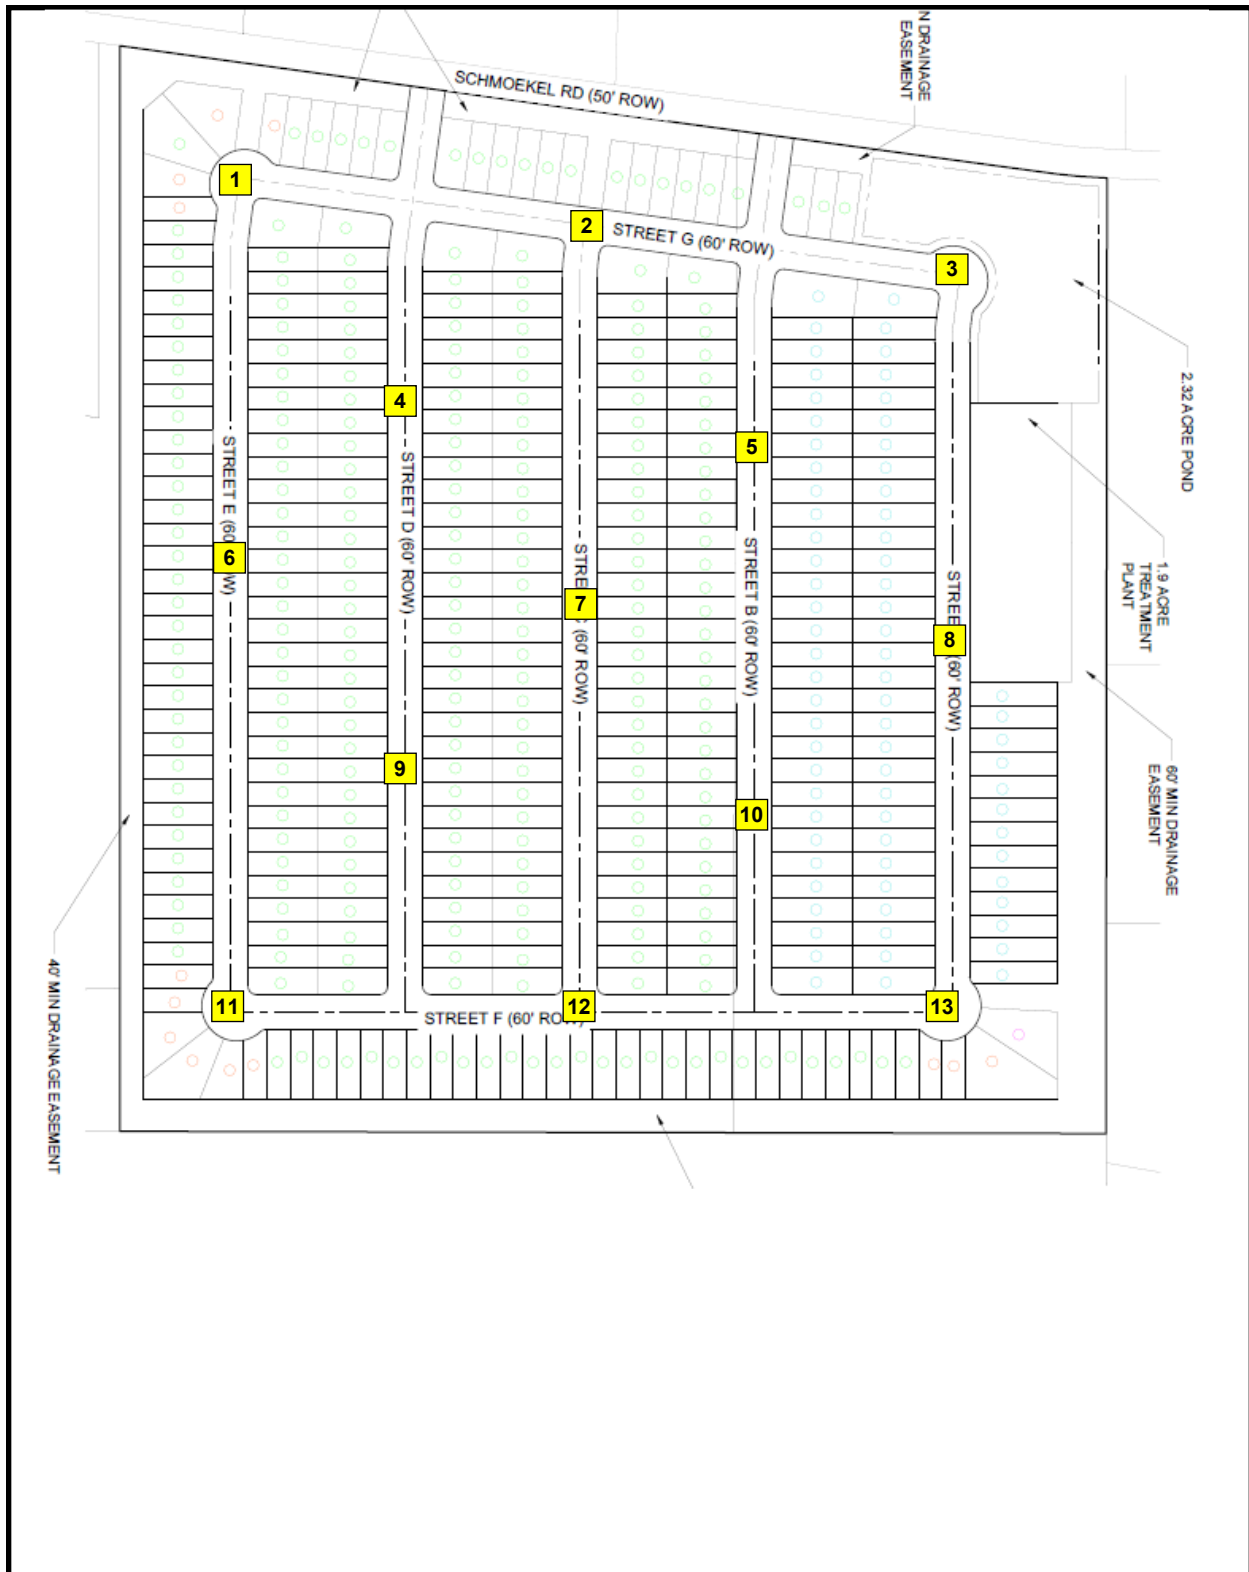 N DRAINAGE
EASEMENT
SCHMOEKEL RD (50' ROW)
1
2
STREET G (60' ROW)
3
2.32 ACRE POND
4
5
STREET E (60
W)
6
STREET D (60' ROW)
STREE
(60' ROW)
7
STREET B (60' ROW)
STREE
(60' ROW)
8
1.9 ACRE
TREATMENT
PLANT
60' MIN DRAINAGE
EASEMENT
9
10
11
12
13
STREET F (60' ROW
40' MIN DRAINAGE EASEMENT